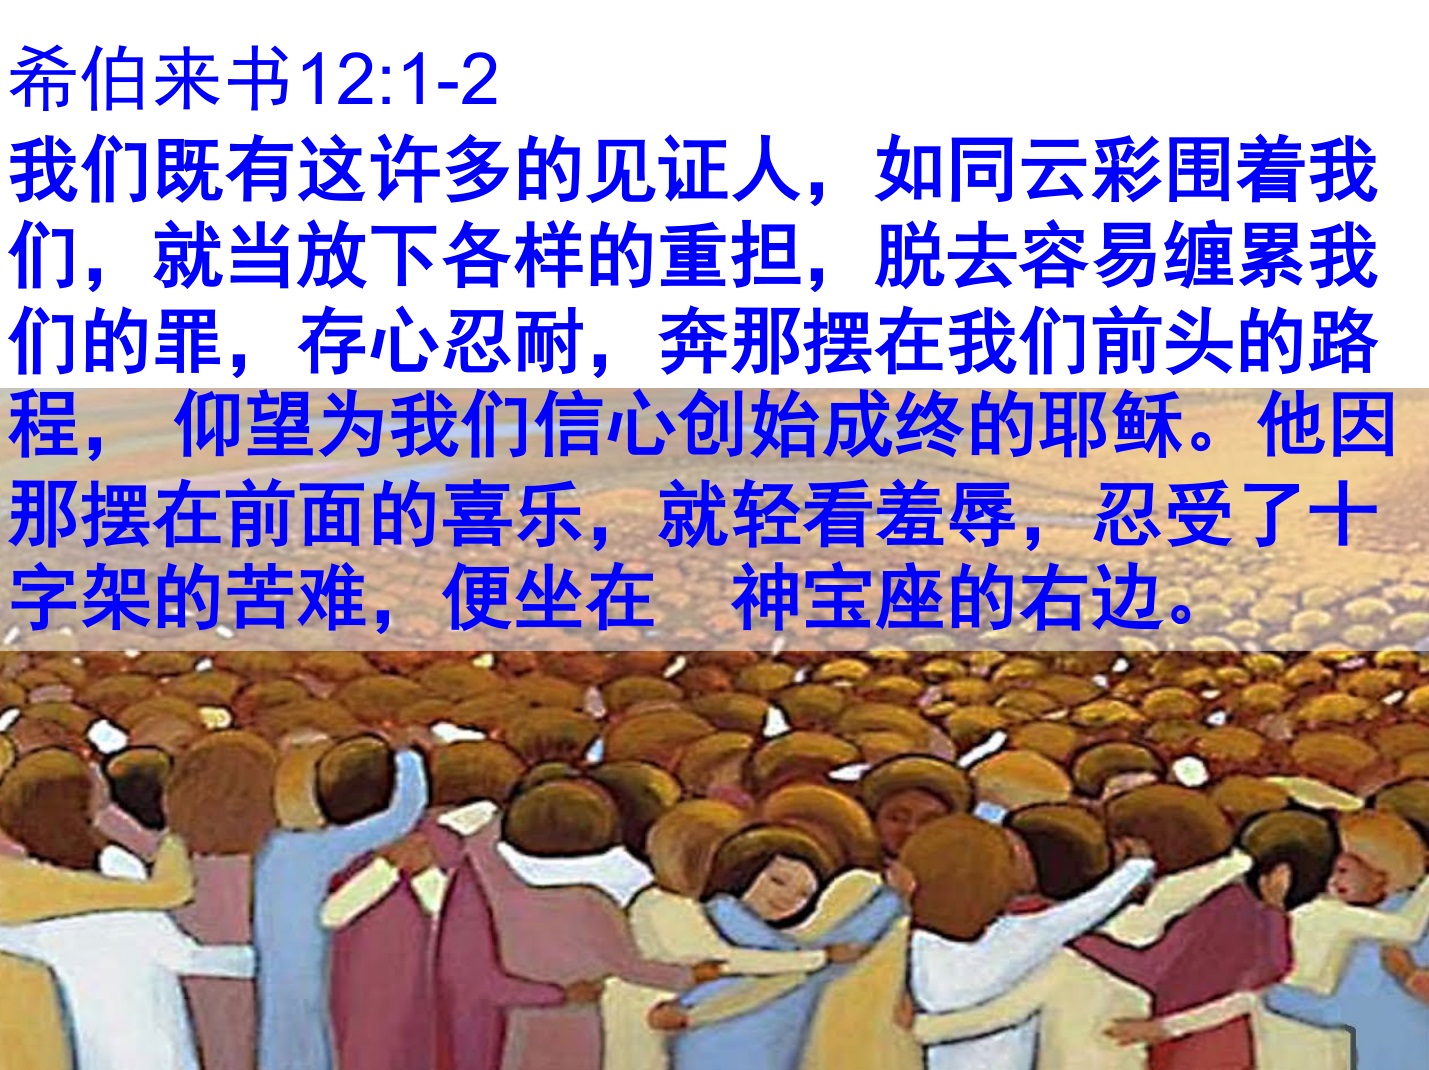 希伯来书12:1-2
我们既有这许多的见证人，如同云彩围着我
们，就当放下各样的重担，脱去容易缠累我
们的罪，存心忍耐，奔那摆在我们前头的路
程， 仰望为我们信心创始成终的耶稣。他因
那摆在前面的喜乐，就轻看羞辱，忍受了十
字架的苦难，便坐在　神宝座的右边。